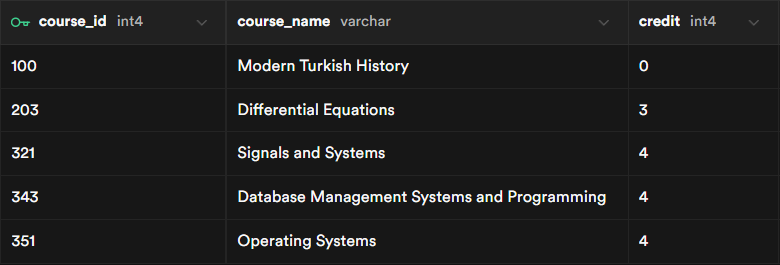 course_id int4 course_name varchar credit int4
100 Modern Turkish History 0
203 Differential Equations 3
321 Signals and Systems 4
343 Database Management Systems and Programming 4
351 Operating Systems 4